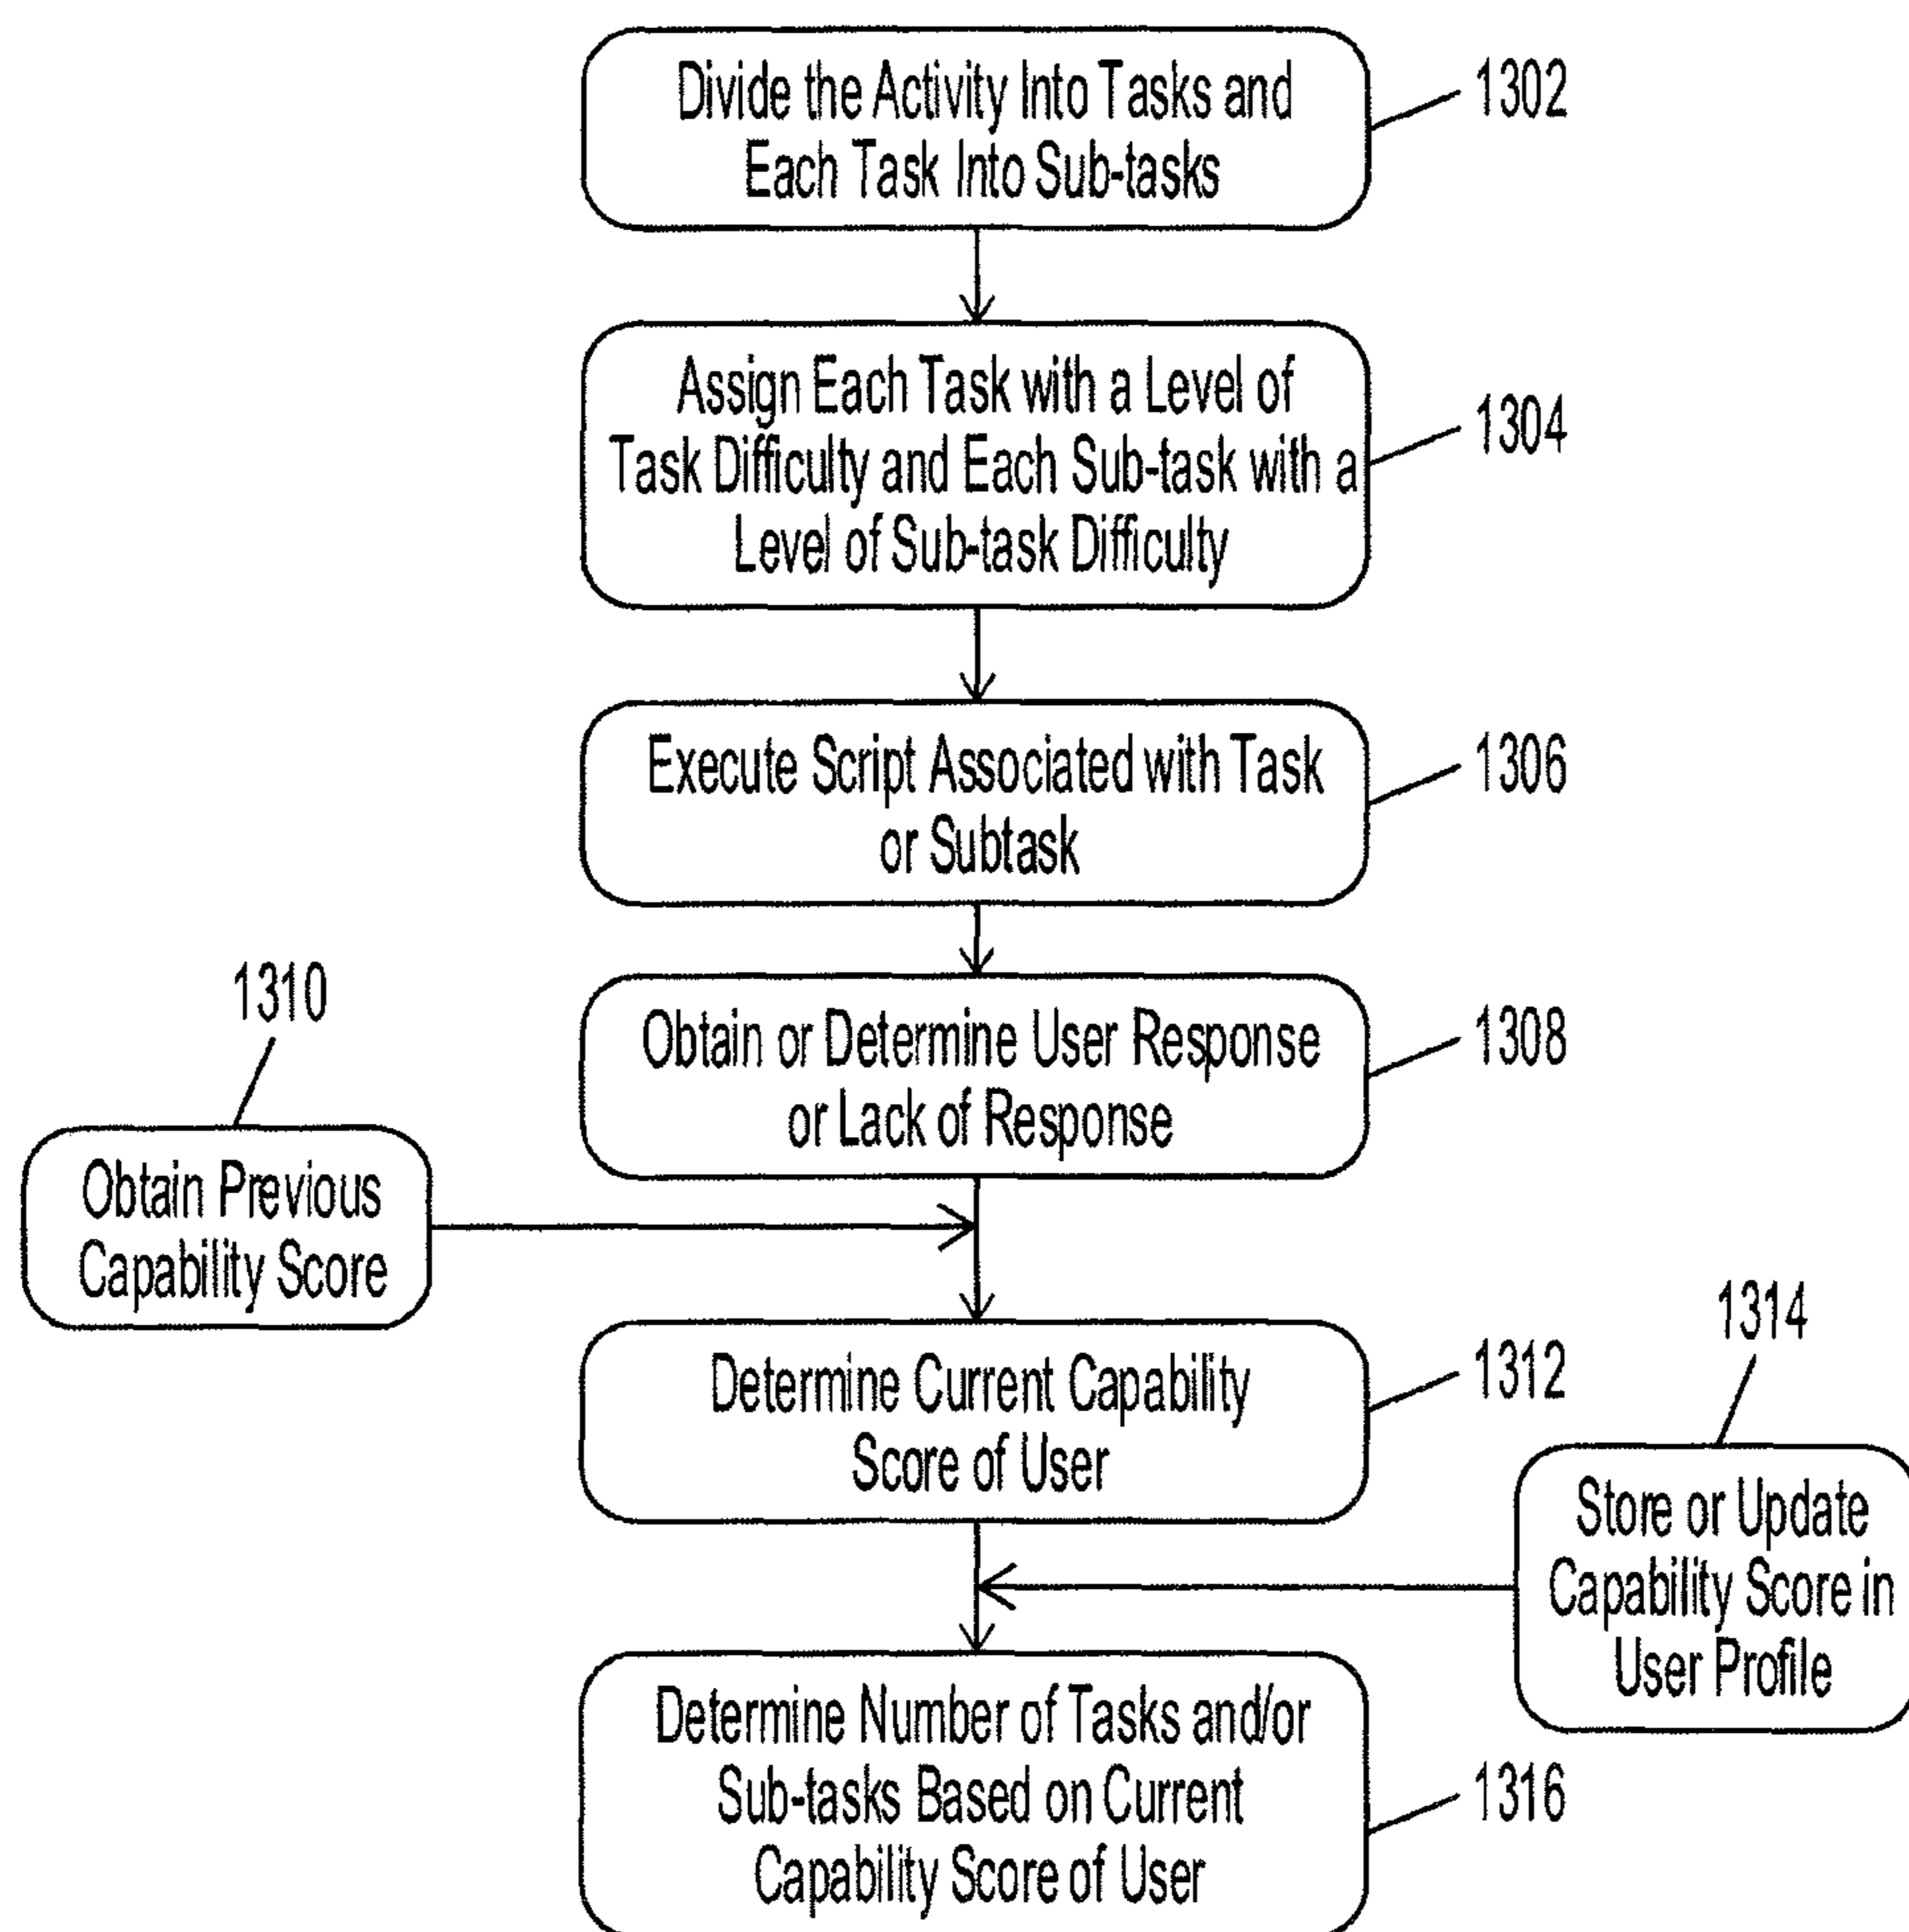 Divide the Activity Into Tasks and
Each Task Into Sub-tasks
1302
Assign Each Task with a Level of
Task Difficulty and Each Sub-task with a
Level of Sub-task Difficulty
1304
Execute Script Associated with Task
or Subtask
1306
Obtain or Determine User Response
or Lack of Response
1308
1310
Obtain Previous
Capability Score
Determine Current Capability
Score of User
1312
1314
Store or Update
Capability Score in
User Profile
Determine Number of Tasks and/or
Sub-tasks Based on Current
Capability Score of User
1316